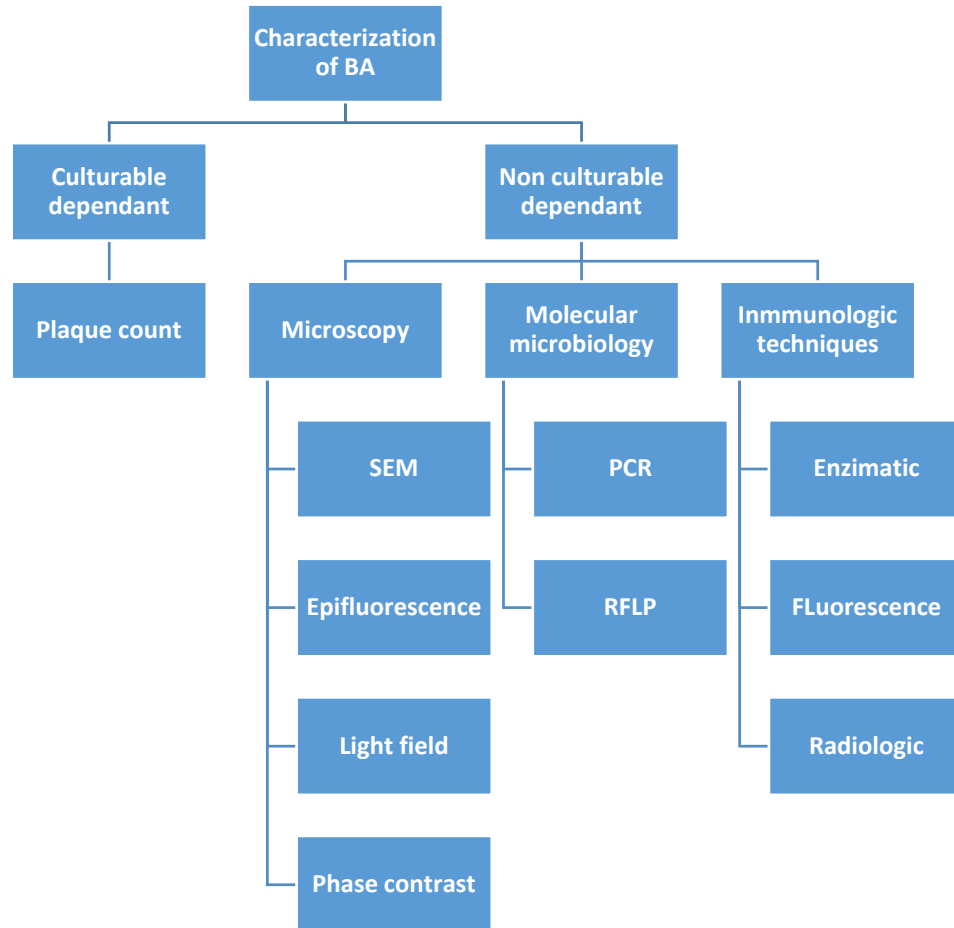 Characterization
of BA
Culturable
dependant
Non culturable
dependant
Plaque count
Microscopy
Molecular
microbiology
Inmmunologic
techniques
SEM
PCR
Enzimatic
Epifluorescence
RFLP
FLuorescence
Light field
Radiologic
Phase contrast